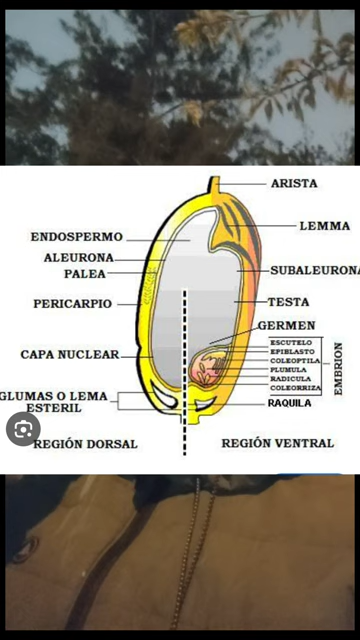 ARISTA
LEMMA
ENDOSPERMO
ALEURONA
PALEA
SUBALEURONA
PERICARPIO
TESTA
GERMEN
CAPA NUCLEAR
ESCUTELO
EPIBLASTO
COLEOPTILA
PLUMULA
RADICULA
COLEORRIZA
EMBRION
GLUMAS O LEMA
ESTERIL
RAQUILA
REGIÓN DORSAL
REGIÓN VENTRAL